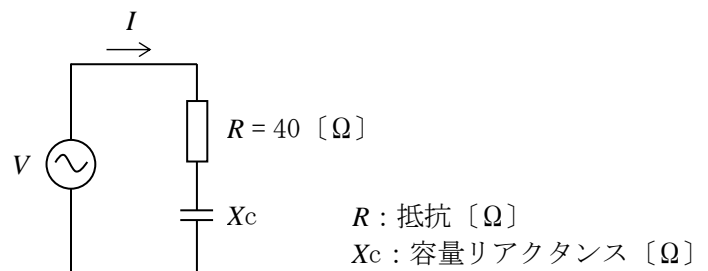 I
V
R = 40 〔Ω〕
Xc
R：抵抗〔Ω〕
Xc：容量リアクタンス〔Ω〕